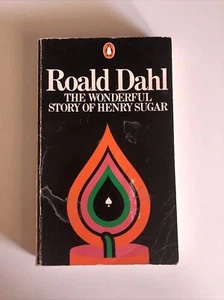 Roald Dahl
THE WONDERFUL
STORY OF HENRY SUGAR